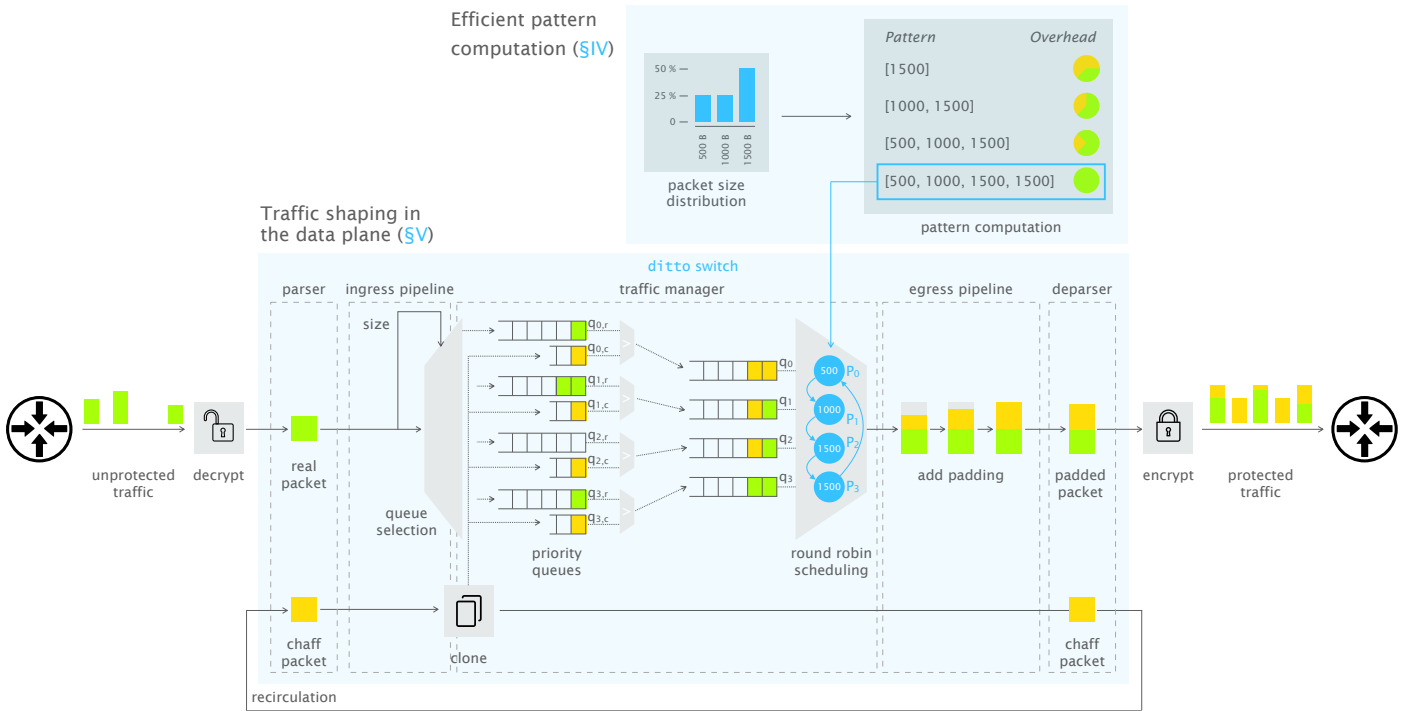 Efficient pattern
computation (§IV)
50 %
25 %
0
500 B
1000 B
1500 B
packet size
distribution
Pattern Overhead
[1500]
[1000, 1500]
[500, 1000, 1500]
[500, 1000, 1500, 1500]
pattern computation
Traffic shaping in
the data plane (§V)
ditto switch
parser
ingress pipeline
traffic manager
egress pipeline
deparser
size
q0,r
q0,c
q1,r
q1,c
q2,r
q2,c
q3,r
q3,c
>
>
>
>
q0
q1
q2
q3
500 P0
1000 P1
1500 P2
1500 P3
unprotected
traffic
decrypt
real
packet
queue
selection
priority
queues
round robin
scheduling
add padding
padded
packet
encrypt
protected
traffic
chaff
packet
clone
chaff
packet
recirculation